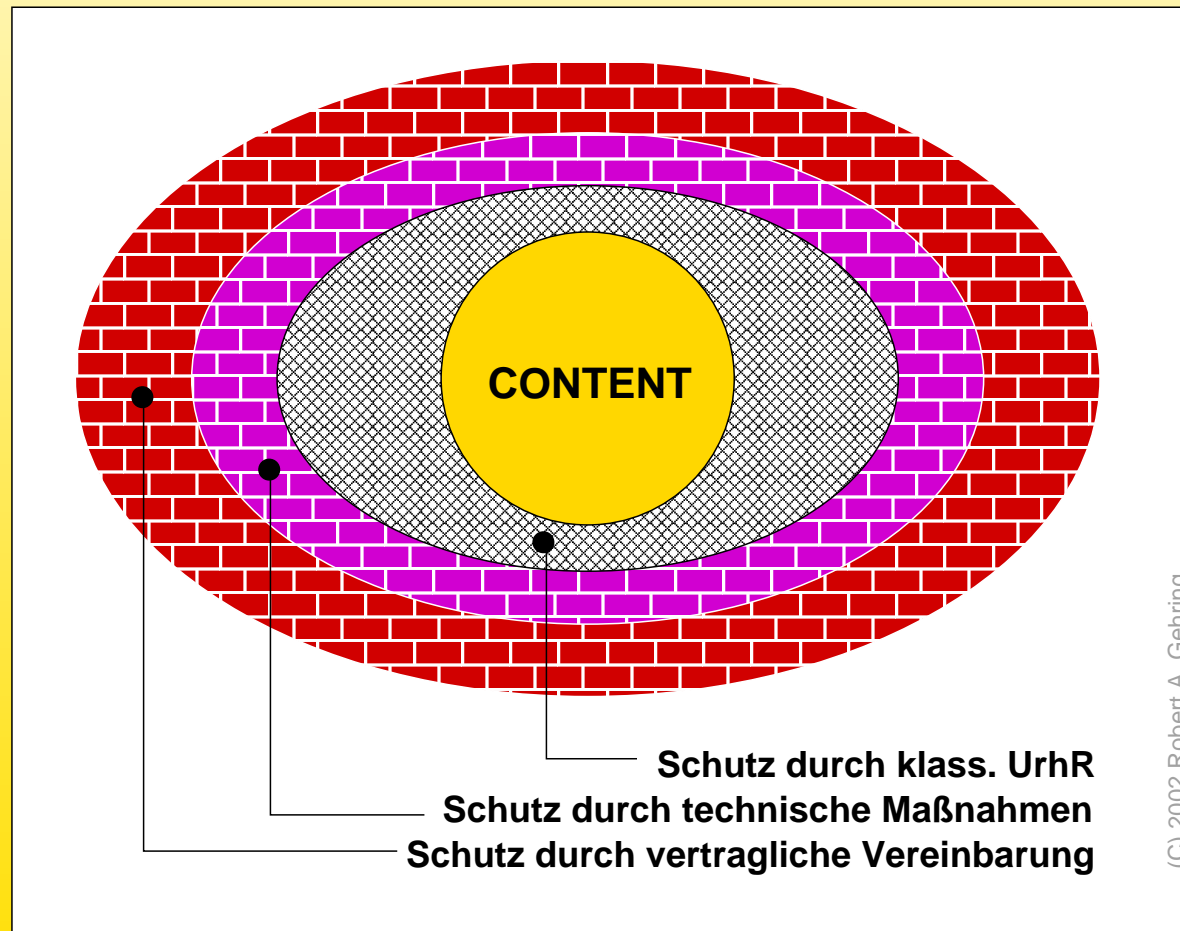 CONTENT
Schutz durch klass. UrhR
Schutz durch technische Maßnahmen
Schutz durch vertragliche Vereinbarung
(C) 2002 Robert A. Gehring